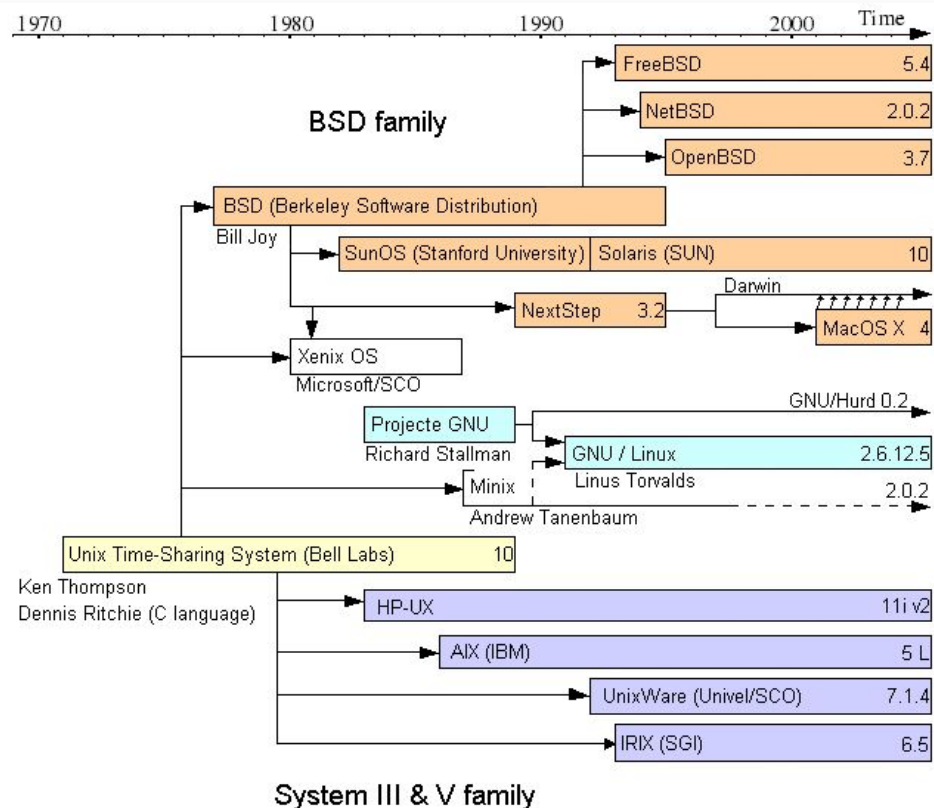 1970 1980 1990 2000 Time
FreeBSD 5.4
BSD family
NetBSD 2.0.2
OpenBSD 3.7
BSD (Berkeley Software Distribution)
Bill Joy
SunOS (Stanford University) Solaris (SUN) 10
Darwin
NextStep 3.2
MacOS X 4
Xenix OS
Microsoft/SCO
GNU/Hurd 0.2
Projecte GNU
Richard Stallman
GNU / Linux 2.6.12.5
Linus Torvalds
Minix 2.0.2
Andrew Tanenbaum
Unix Time-Sharing System (Bell Labs) 10
Ken Thompson
Dennis Ritchie (C language)
HP-UX 11i v2
AIX (IBM) 5 L
UnixWare (Univel/SCO) 7.1.4
IRIX (SGI) 6.5
System III & V family